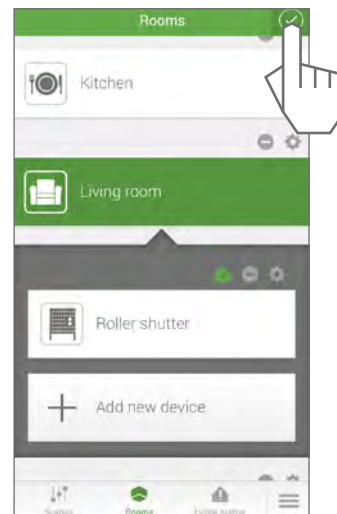 Rooms
Kitchen
Living room
Roller shutter
Add new device
Rooms